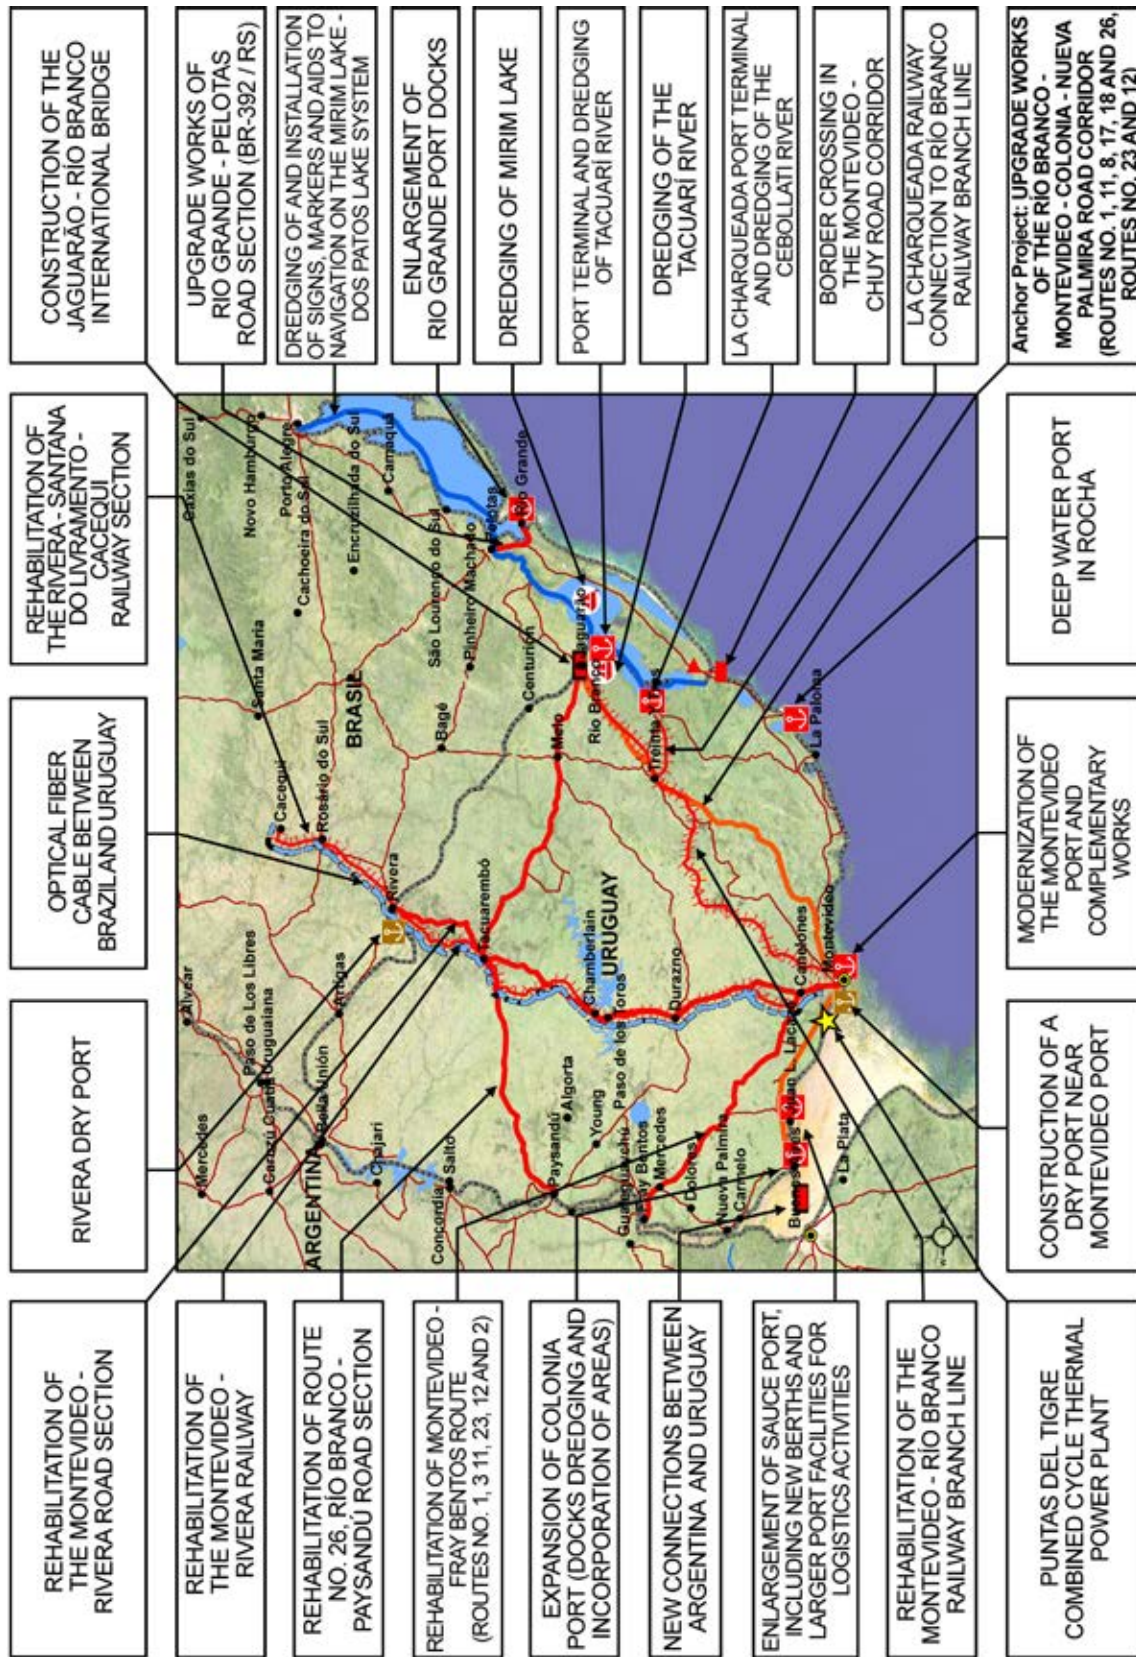 REHABILITATION OF
THE MONTEVIDEO -
RIVERA ROAD SECTION
RIVERA DRY PORT
OPTICAL FIBER
CABLE BETWEEN
BRAZIL AND URUGUAY
REHABILITATION OF
THE RIVERA - SANTANA
DO LIVRAMENTO -
CACEQUI
RAILWAY SECTION
CONSTRUCTION OF THE
JAGUARÃO - RÍO BRANCO
INTERNATIONAL BRIDGE
REHABILITATION OF
THE MONTEVIDEO -
RIVERA RAILWAY
REHABILITATION OF ROUTE
NO. 26, RÍO BRANCO -
PAYSANDÚ ROAD SECTION
REHABILITATION OF MONTEVIDEO -
FRAY BENTOS ROUTE
(ROUTES NO. 1, 3 11, 23, 12 AND 2)
EXPANSION OF COLONIA
PORT (DOCKS DREDGING AND
INCORPORATION OF AREAS)
NEW CONNECTIONS BETWEEN
ARGENTINA AND URUGUAY
ENLARGEMENT OF SAUCE PORT,
INCLUDING NEW BERTHS AND
LARGER PORT FACILITIES FOR
LOGISTICS ACTIVITIES
REHABILITATION OF THE
MONTEVIDEO - RÍO BRANCO
RAILWAY BRANCH LINE
Mercedes
Alvear
Paso de Los Libres
Uruguaiana
Curuzú Cuatiá
Caxias do Sul
Novo Hamburgo
Porto Alegre
Santa Maria
Cachoeira do Sul
Cacequi
Rosário do Sul
Encruzilhada do Sul
Camaquã
BRASIL
ARGENTINA
Bella Unión
Artigas
Chajarí
Rivera
Bagé
São Lourenço do Sul
Pinheiro Machado
Pelotas
Rio Grande
Salto
Concordia
Tacuarembó
Centurión
Melo
Jaguarão
Rio Branco
Paysandú
Algorta
Young
Chamberlain
Paso de los Toros
URUGUAY
Gualeguaychú
Fray Bentos
Mercedes
Dolores
Durazno
Treinta y Tres
Nueva Palmira
Carmelo
Juan L. Lacaze
Canelones
Montevideo
La Paloma
La Plata
UPGRADE WORKS OF
RIO GRANDE - PELOTAS
ROAD SECTION (BR-392 / RS)
DREDGING OF AND INSTALLATION
OF SIGNS, MARKERS AND AIDS TO
NAVIGATION ON THE MIRIM LAKE -
DOS PATOS LAKE SYSTEM
ENLARGEMENT OF
RIO GRANDE PORT DOCKS
DREDGING OF MIRIM LAKE
PORT TERMINAL AND DREDGING
OF TACUARÍ RIVER
DREDGING OF THE
TACUARÍ RIVER
LA CHARQUEADA PORT TERMINAL
AND DREDGING OF THE
CEBOLLATI RIVER
BORDER CROSSING IN
THE MONTEVIDEO -
CHUY ROAD CORRIDOR
LA CHARQUEADA RAILWAY
CONNECTION TO RÍO BRANCO
RAILWAY BRANCH LINE
PUNTAS DEL TIGRE
COMBINED CYCLE THERMAL
POWER PLANT
CONSTRUCTION OF A
DRY PORT NEAR
MONTEVIDEO PORT
MODERNIZATION OF
THE MONTEVIDEO
PORT AND
COMPLEMENTARY
WORKS
DEEP WATER PORT
IN ROCHA
Anchor Project: UPGRADE WORKS
OF THE RÍO BRANCO -
MONTEVIDEO - COLONIA - NUEVA
PALMIRA ROAD CORRIDOR
(ROUTES NO. 1, 11, 8, 17, 18 AND 26,
ROUTES NO. 23 AND 12)